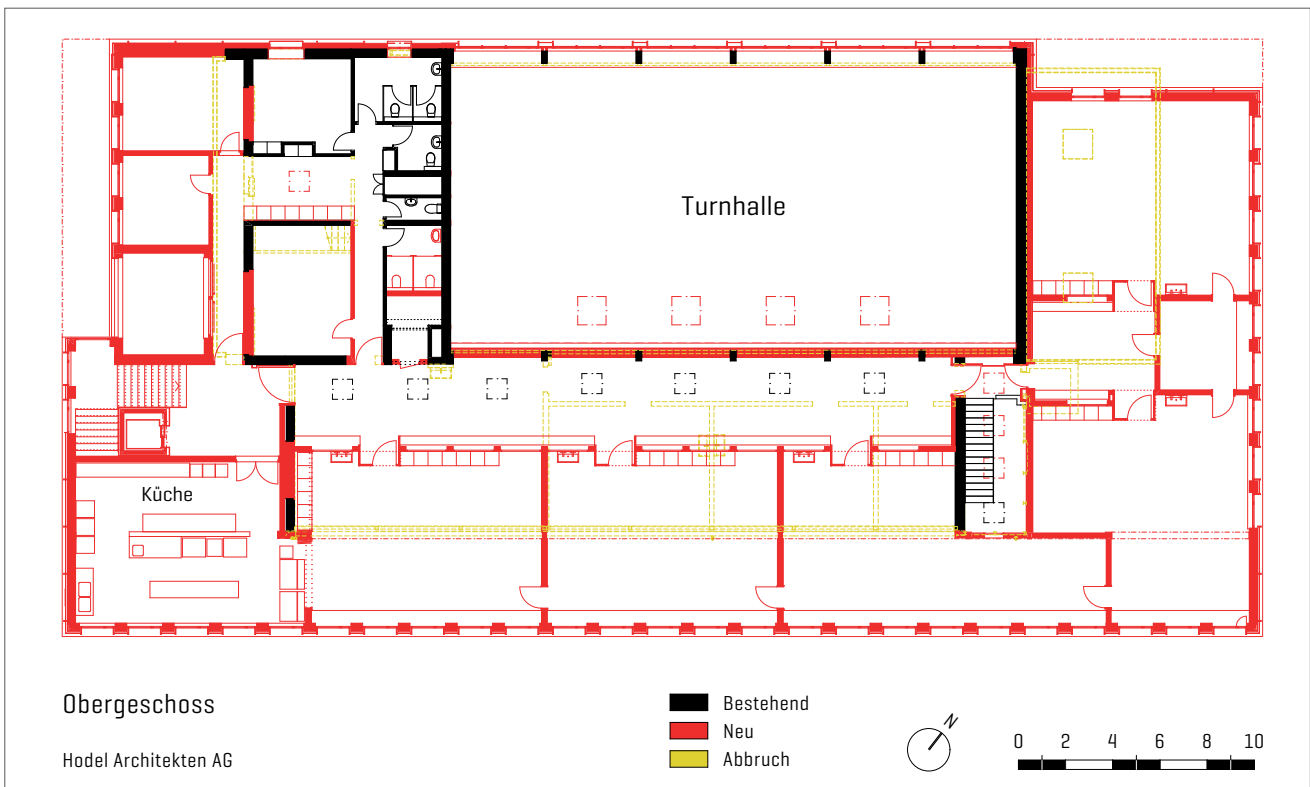 Turnhalle
Küche
Obergeschoss
Hodel Architekten AG
Bestehend
Neu
Abbruch
N
0 2 4 6 8 10